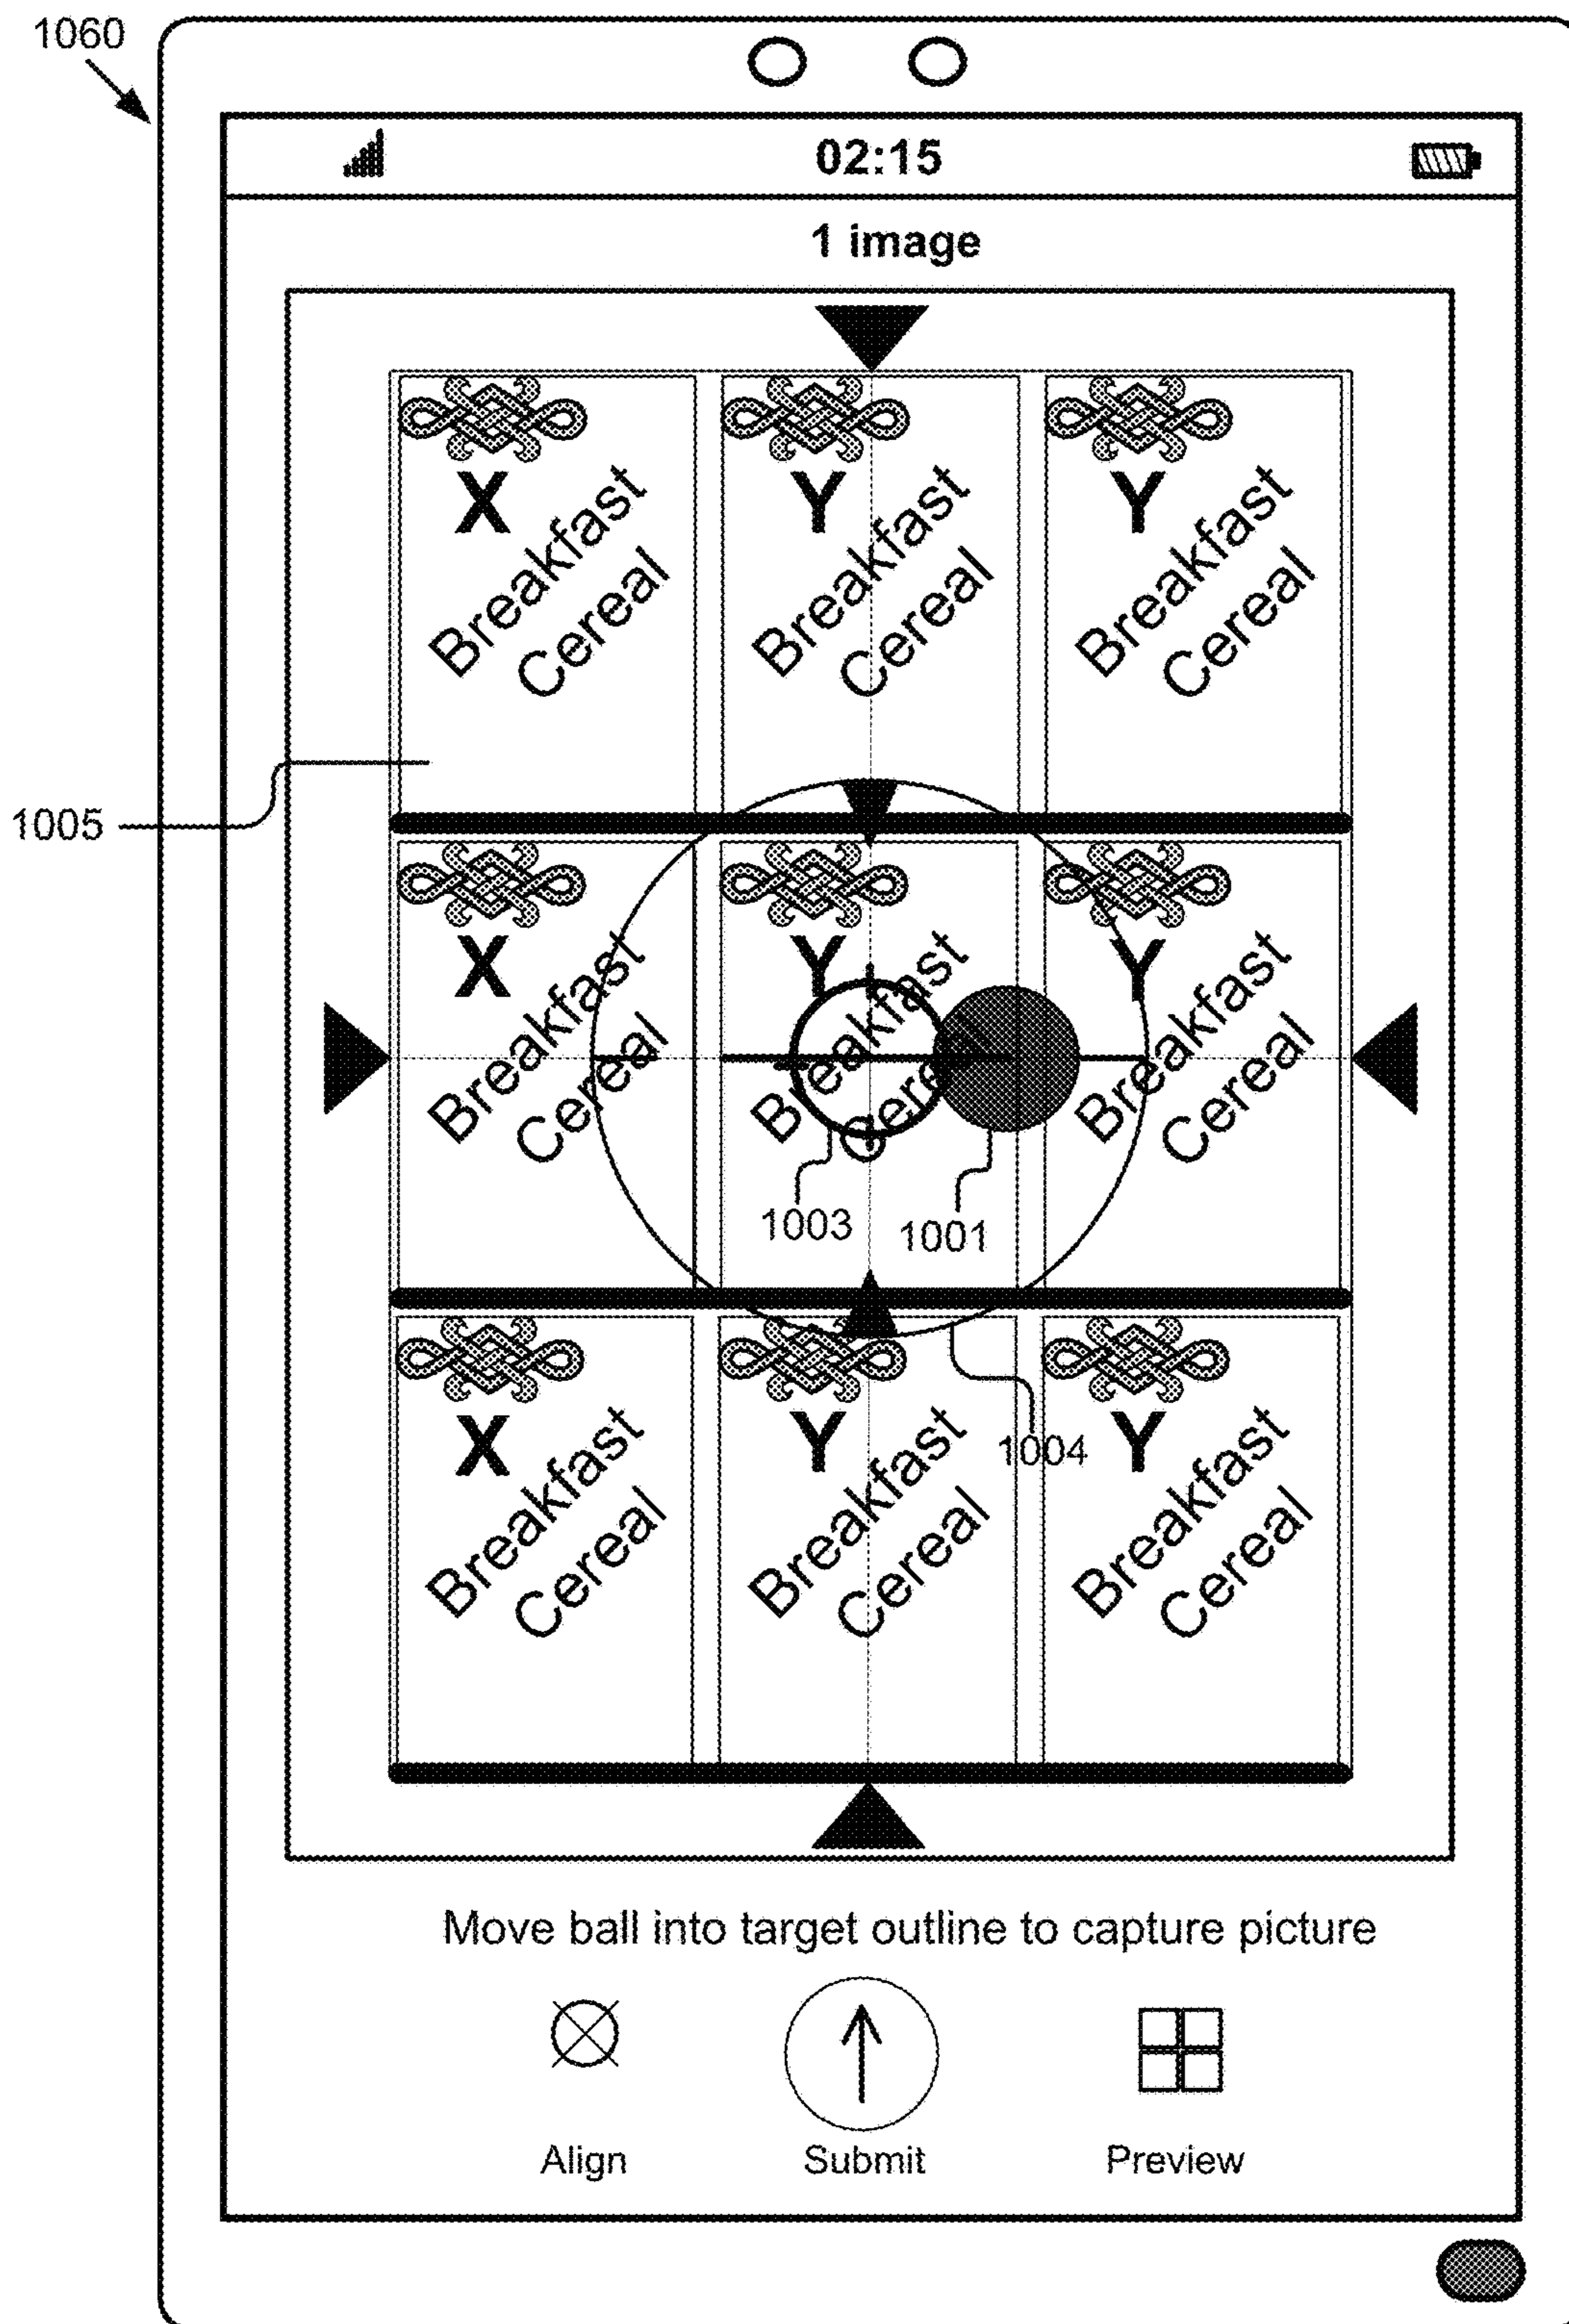 1060
02:15
1 image
X
Breakfast
Cereal
Y
Breakfast
Cereal
Y
Breakfast
Cereal
1005
X
Breakfast
Cereal
Y
Breakfast
Cereal
Y
Breakfast
Cereal
1003
1001
X
Breakfast
Cereal
Y
Breakfast
Cereal
1004
Y
Breakfast
Cereal
Move ball into target outline to capture picture
Align
Submit
Preview